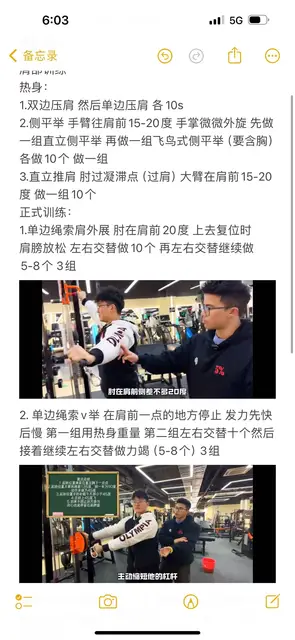 6:03
5G
备忘录
肩部训练
热身：
1.双边压肩 然后单边压肩 各 10s
2.侧平举 手臂往肩前15-20度 手掌微微外旋 先做
一组直立侧平举 再做一组飞鸟式侧平举（要含胸）
各做10个 做一组
3.直立推肩 肘过凝滞点（过肩）大臂在肩前15-20
度 做一组10个
正式训练：
1.单边绳索肩外展 肘在肩前20度 上去复位时
肩膀放松 左右交替做10个 再左右交替继续做
5-8个 3组
肘在肩前侧差不多20度
2. 单边绳索v举 在肩前一点的地方停止 发力先快
后慢 第一组用热身重量 第二组左右交替十个然后
接着继续左右交替做力竭（5-8个）3组
OLYMPIA
主动缩短他的杠杆